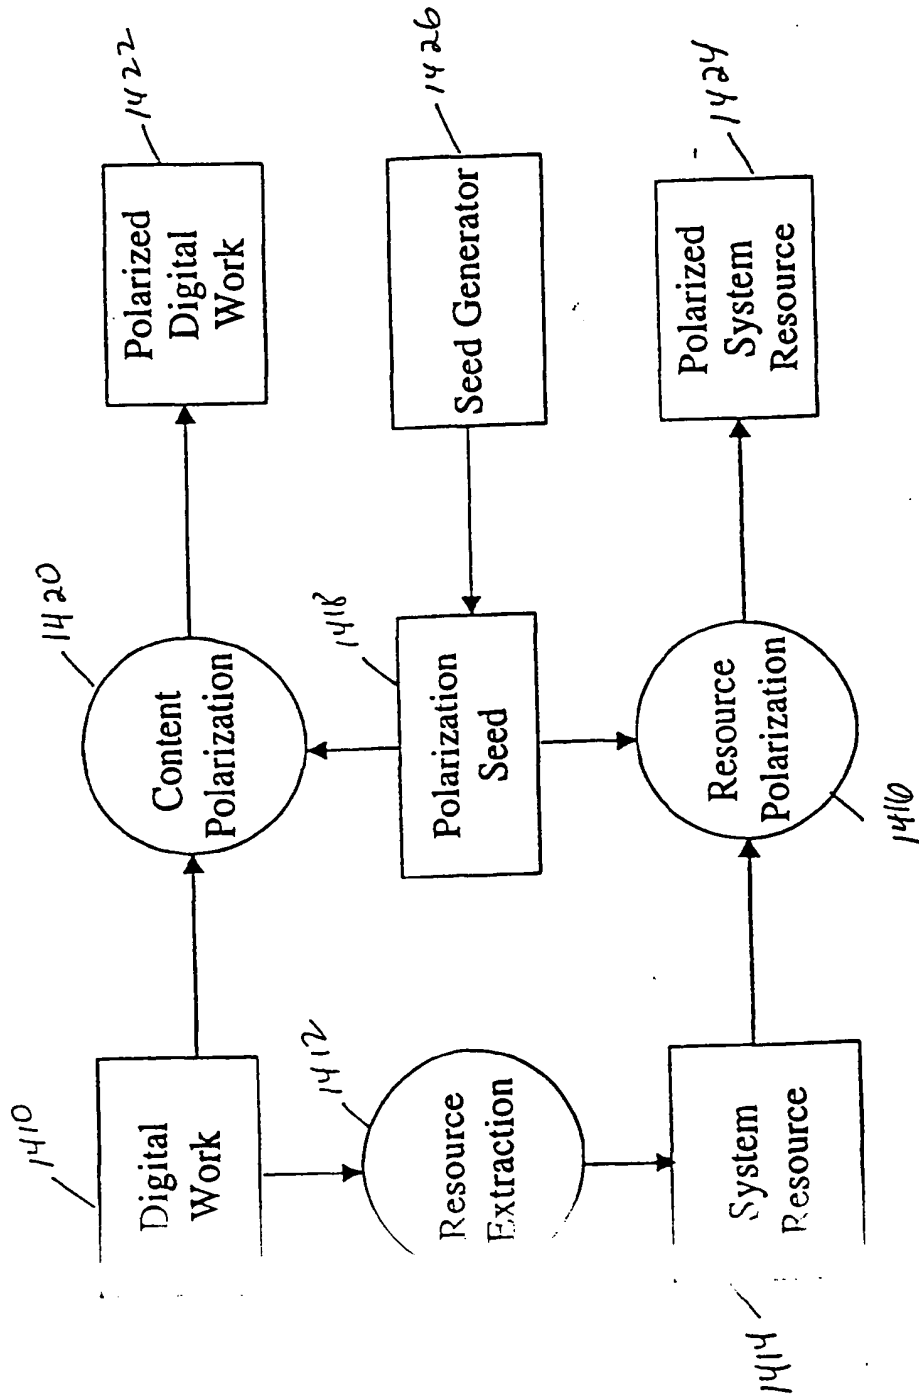 1410
Digital
Work
1420
Content
Polarization
1422
Polarized
Digital
Work
1412
Resource
Extraction
1418
Polarization
Seed
1426
Seed Generator
1414
System
Resource
1416
Resource
Polarization
1424
Polarized
System
Resource